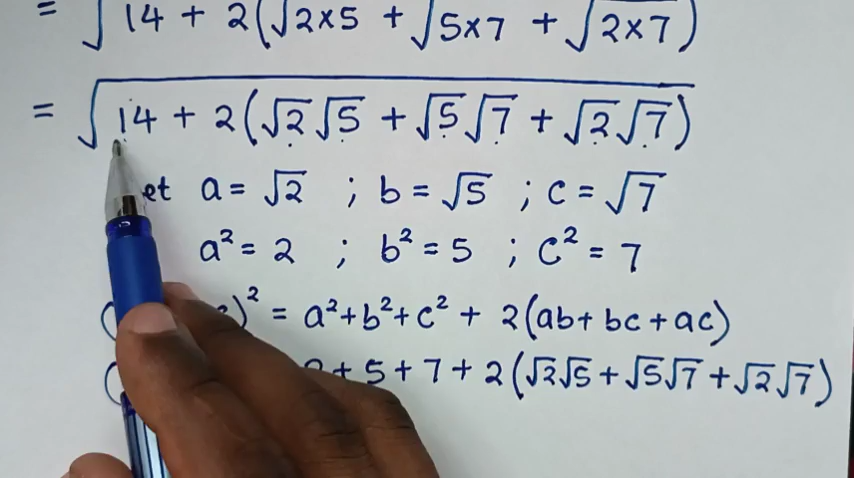 = √14 + 2(√2×5 + √5×7 + √2×7)
= √14 + 2(√2√5 + √5√7 + √2√7)
et a = √2 ; b = √5 ; c = √7
a² = 2 ; b² = 5 ; c² = 7
( )² = a²+b²+c² + 2(ab+bc+ac)
( + 5 + 7 + 2(√2√5 + √5√7 + √2√7)